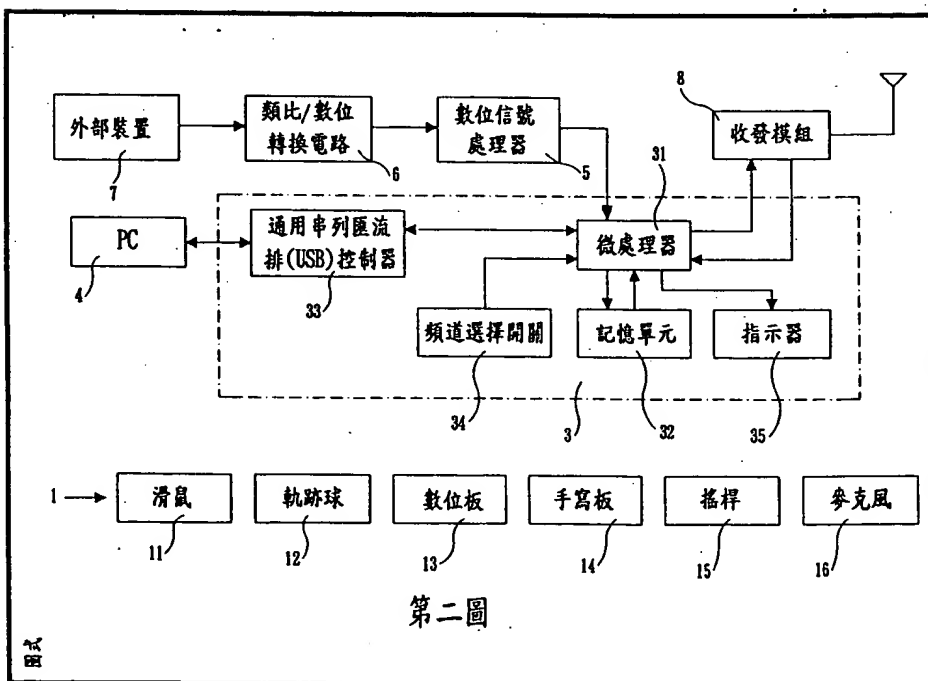 外部裝置
7
類比/數位
轉換電路
6
數位信號
處理器
5
8
收發模組
31
PC
4
通用串列匯流
排(USB)控制器
33
微處理器
頻道選擇開關
34
記憶單元
32
指示器
35
3
1
滑鼠
11
軌跡球
12
數位板
13
手寫板
14
搖桿
15
麥克風
16
第二圖
圖式